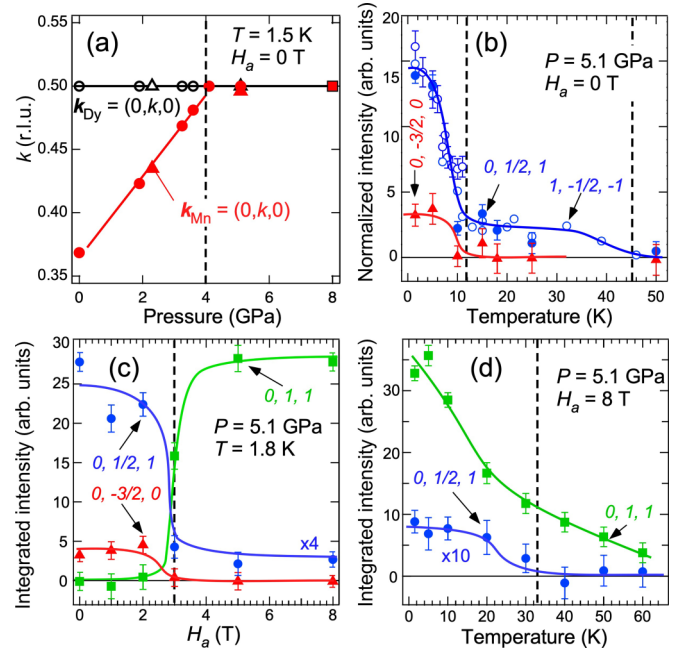 (a)
T = 1.5 K
H_a = 0 T
k_Dy = (0,k,0)
k_Mn = (0,k,0)
k (r.l.u.)
0.55
0.50
0.45
0.40
0.35
0 2 4 6 8
Pressure (GPa)
(b)
P = 5.1 GPa
H_a = 0 T
0, -3/2, 0
0, 1/2, 1
1, -1/2, -1
Normalized intensity (arb. units)
20
15
10
5
0
0 10 20 30 40 50
Temperature (K)
(c)
0, 1/2, 1
0, -3/2, 0
0, 1, 1
P = 5.1 GPa
T = 1.8 K
x4
Integrated intensity (arb. units)
30
25
20
15
10
5
0
0 2 4 6 8
H_a (T)
(d)
P = 5.1 GPa
H_a = 8 T
0, 1/2, 1
0, 1, 1
x10
Integrated intensity (arb. units)
40
30
20
10
0
0 10 20 30 40 50 60
Temperature (K)